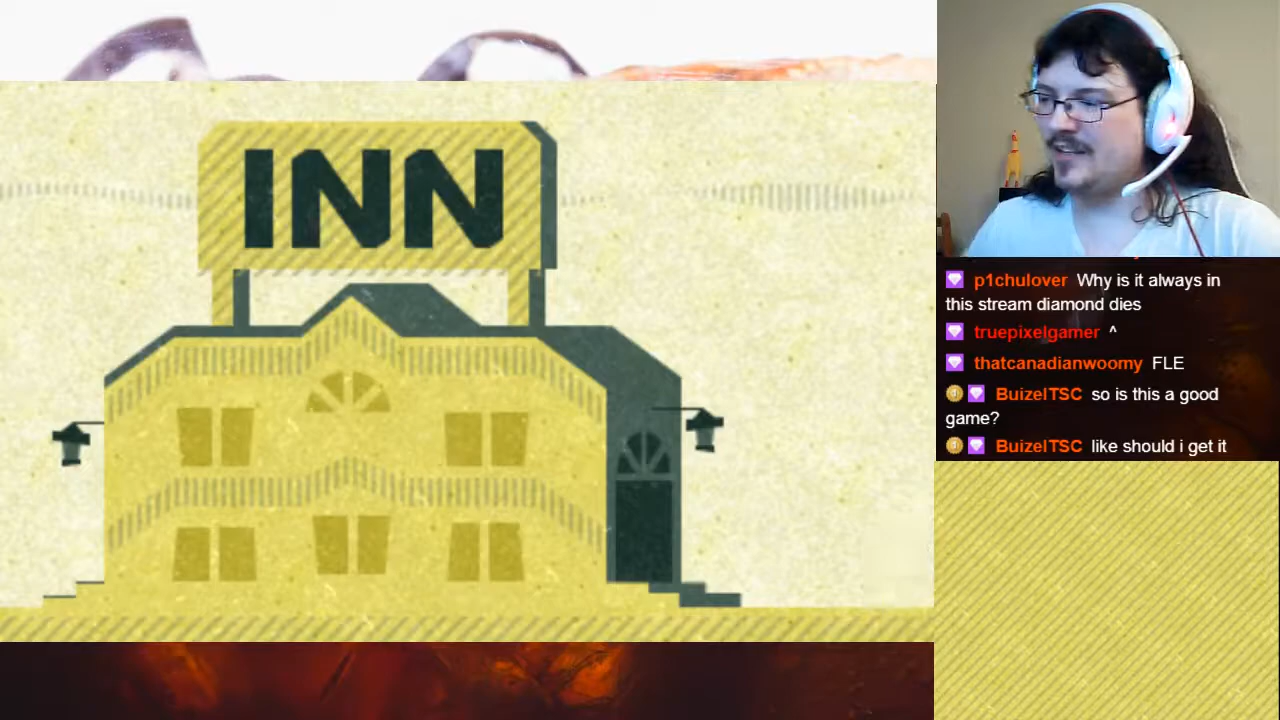 INN
p1chulover Why is it always in
this stream diamond dies
truepixelgamer ^
thatcanadianwoomy FLE
BuizelTSC so is this a good
game?
BuizelTSC like should i get it